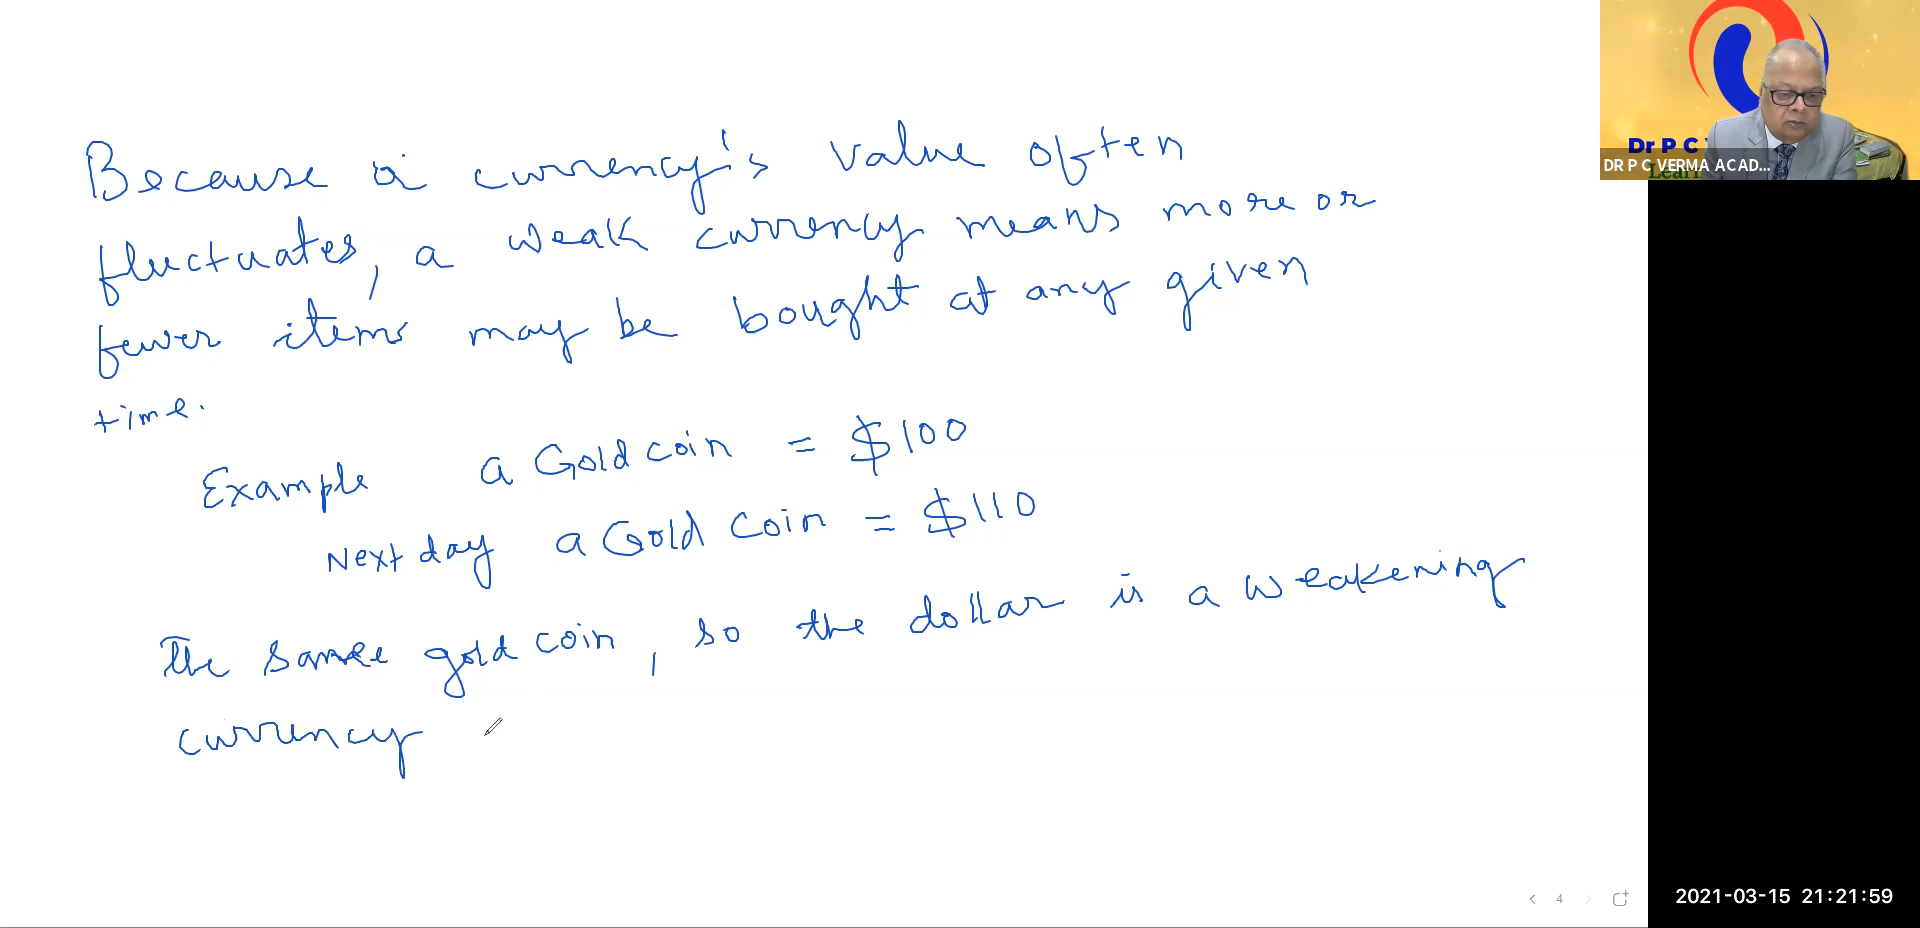 Because a currency's value often
fluctuates, a weak currency means more or
fewer items may be bought at any given
time.
Example a Gold coin = $100
Next day a Gold coin = $110
The same gold coin, so the dollar is a weakening
currency
Dr P C
DR P C VERMA ACAD...
Lear
4
2021-03-15 21:21:59